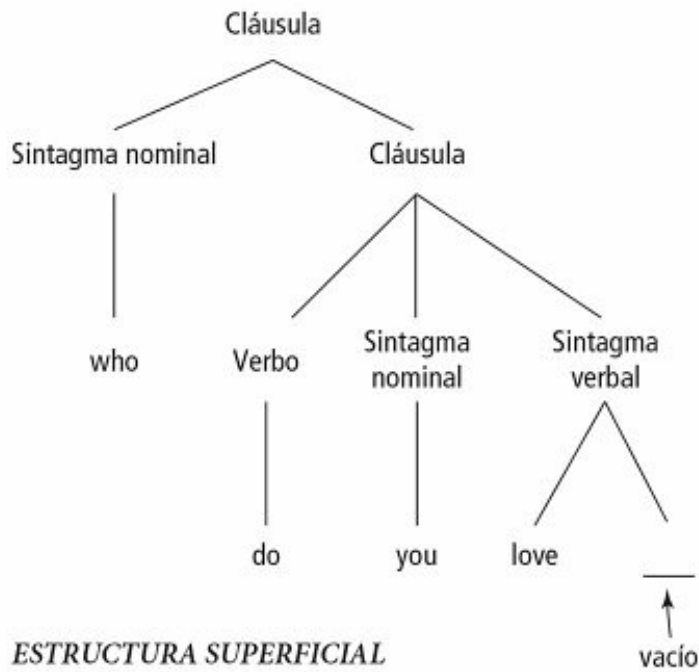 Cláusula
Sintagma nominal Cláusula
who Verbo Sintagma nominal Sintagma verbal
do you love
ESTRUCTURA SUPERFICIAL vacío